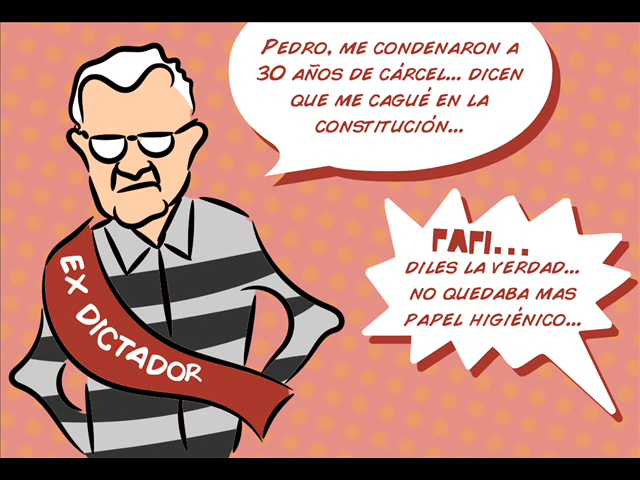 PEDRO, ME CONDENARON A
30 AÑOS DE CÁRCEL... DICEN
QUE ME CAGUÉ EN LA
CONSTITUCIÓN...
PAPI...
DILES LA VERDAD...
NO QUEDABA MAS
PAPEL HIGIÉNICO...
EX DICTADOR